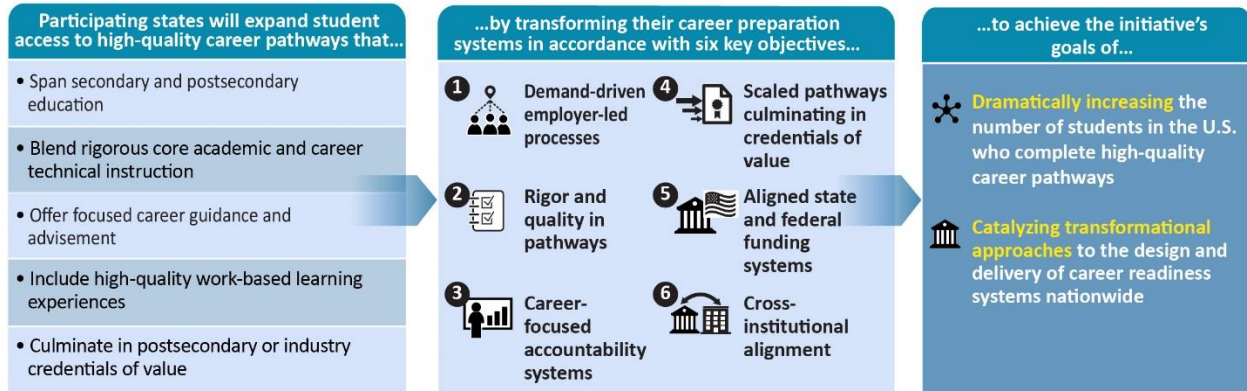 Participating states will expand student
access to high-quality career pathways that...
• Span secondary and postsecondary
education
• Blend rigorous core academic and career
technical instruction
• Offer focused career guidance and
advisement
• Include high-quality work-based learning
experiences
• Culminate in postsecondary or industry
credentials of value
...by transforming their career preparation
systems in accordance with six key objectives...
1 Demand-driven
employer-led
processes
2 Rigor and
quality in
pathways
3 Career-
focused
accountability
systems
4 Scaled pathways
culminating in
credentials of
value
5 Aligned state
and federal
funding
systems
6 Cross-
institutional
alignment
...to achieve the initiative's
goals of...
Dramatically increasing the
number of students in the U.S.
who complete high-quality
career pathways
Catalyzing transformational
approaches to the design and
delivery of career readiness
systems nationwide